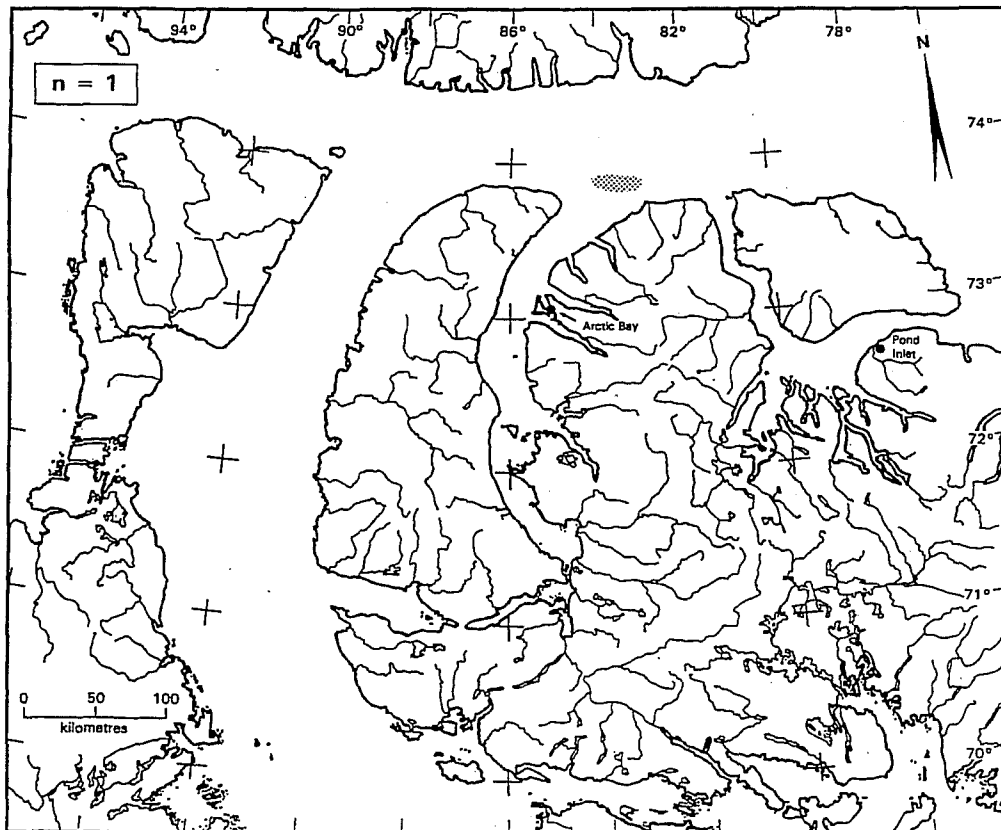 94° 90° 86° 82° 78°
N
n = 1
74°
73°
Arctic Bay
Pond
Inlet
72°
71°
0 50 100
kilometres
70°